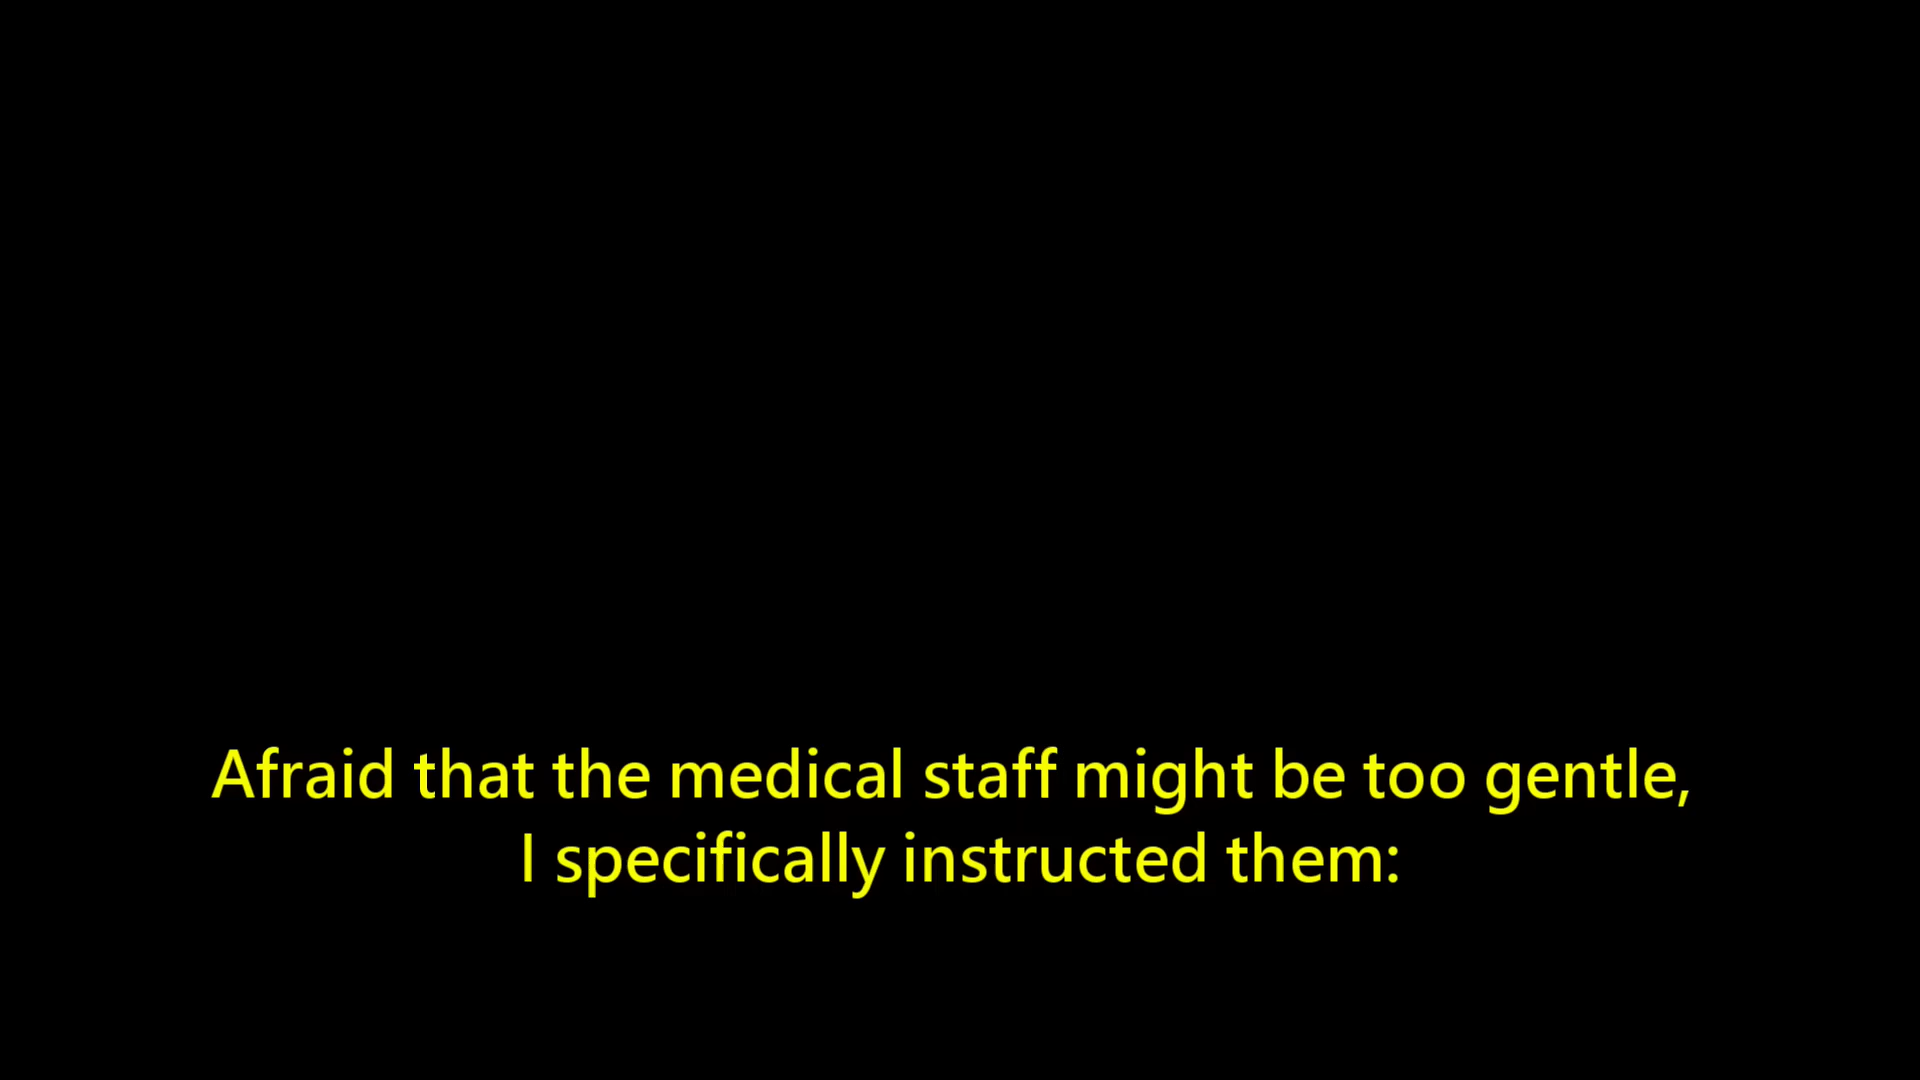 Afraid that the medical staff might be too gentle,
I specifically instructed them: